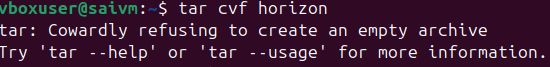 vboxuser@saivm:~$ tar cvf horizon
tar: Cowardly refusing to create an empty archive
Try 'tar --help' or 'tar --usage' for more information.